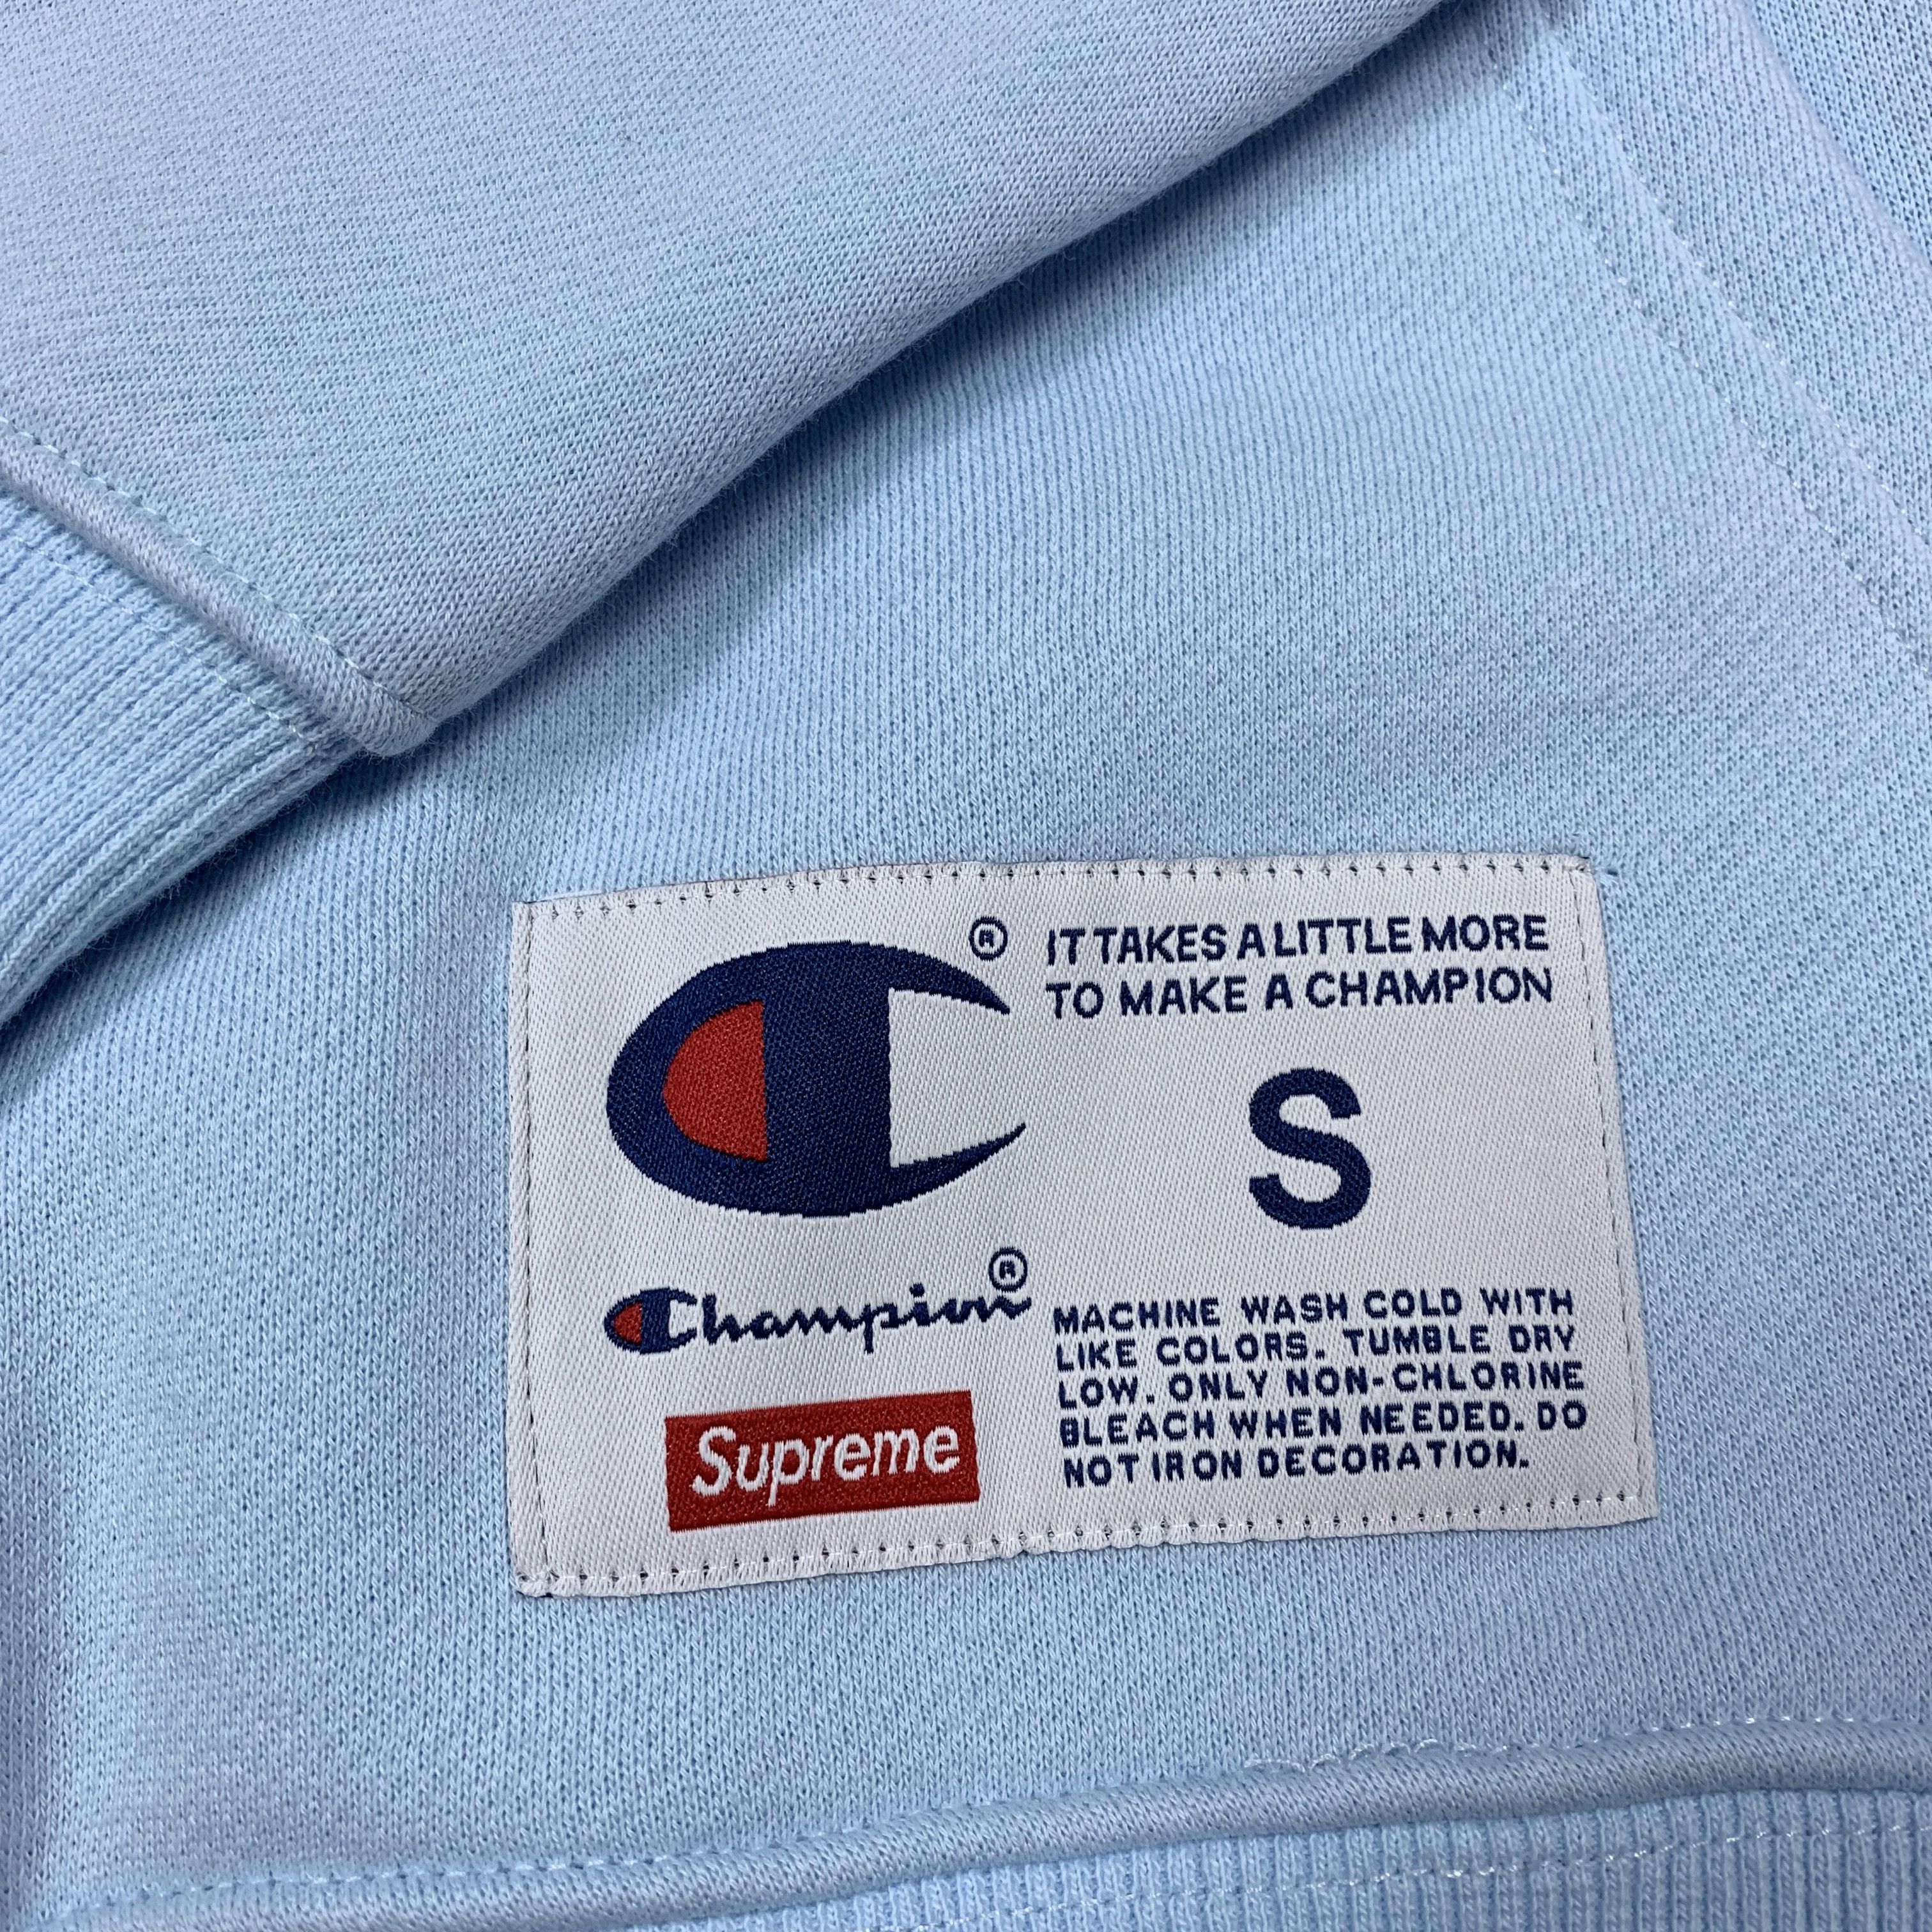 ® IT TAKES A LITTLE MORE
TO MAKE A CHAMPION
S
Champion®
Supreme
MACHINE WASH COLD WITH
LIKE COLORS. TUMBLE DRY
LOW. ONLY NON-CHLORINE
BLEACH WHEN NEEDED. DO
NOT IRON DECORATION.